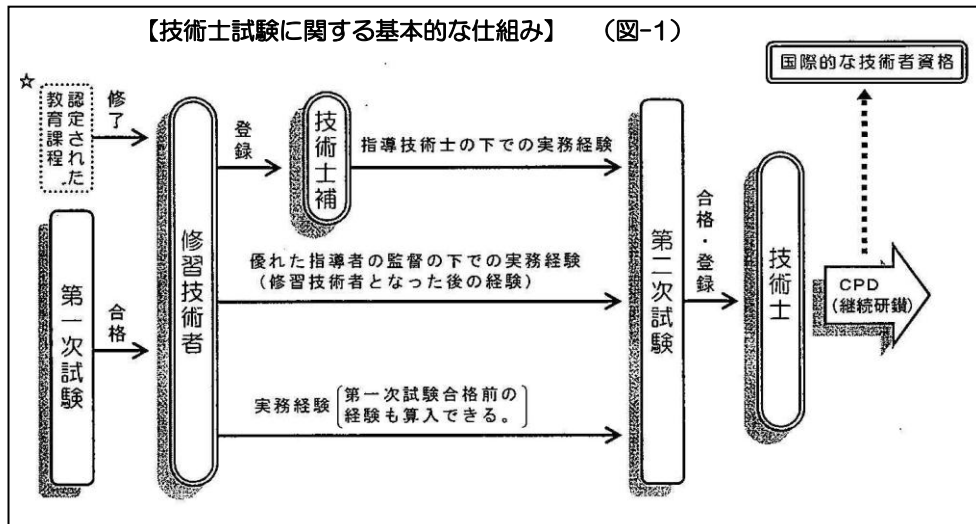 【技術士試験に関する基本的な仕組み】　（図-1）
国際的な技術者資格
☆
認定された
教育課程
修了
登録
技術士補
指導技術士の下での実務経験
第一次試験
合格
修習技術者
優れた指導者の監督の下での実務経験
（修習技術者となった後の経験）
実務経験
第一次試験合格前の
経験も算入できる。
第二次試験
合格・登録
技術士
CPD
（継続研鑽）